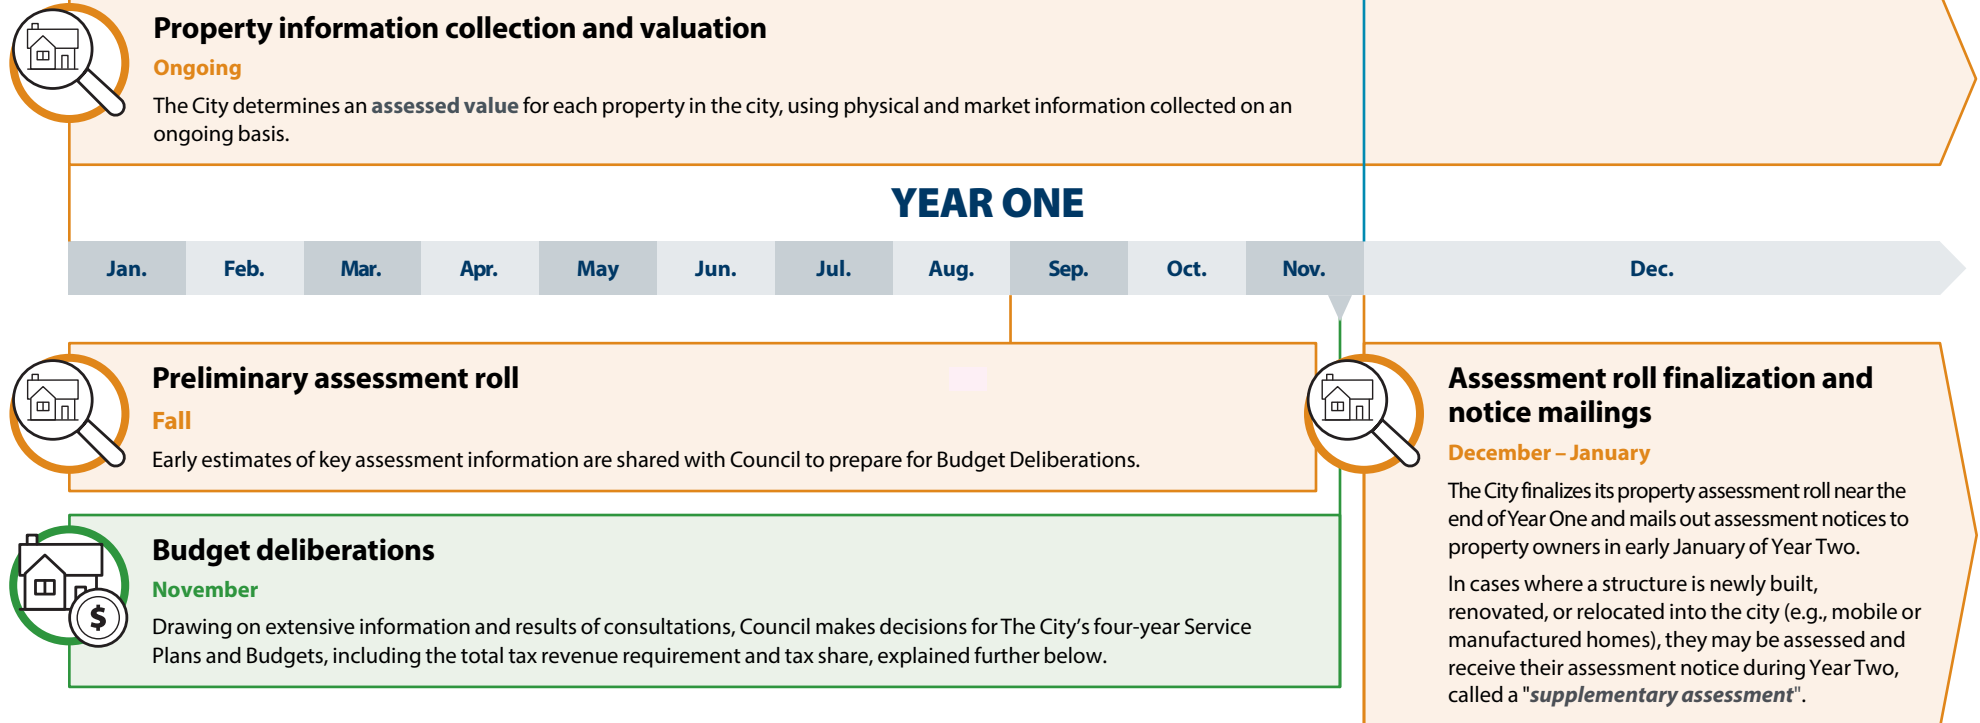 Property information collection and valuation
Ongoing
The City determines an assessed value for each property in the city, using physical and market information collected on an
ongoing basis.
YEAR ONE
Jan. Feb. Mar. Apr. May Jun. Jul. Aug. Sep. Oct. Nov. Dec.
Preliminary assessment roll
Fall
Early estimates of key assessment information are shared with Council to prepare for Budget Deliberations.
Budget deliberations
November
$
Drawing on extensive information and results of consultations, Council makes decisions for The City's four-year Service
Plans and Budgets, including the total tax revenue requirement and tax share, explained further below.
Assessment roll finalization and
notice mailings
December – January
The City finalizes its property assessment roll near the
end of Year One and mails out assessment notices to
property owners in early January of Year Two.
In cases where a structure is newly built,
renovated, or relocated into the city (e.g., mobile or
manufactured homes), they may be assessed and
receive their assessment notice during Year Two,
called a "supplementary assessment".